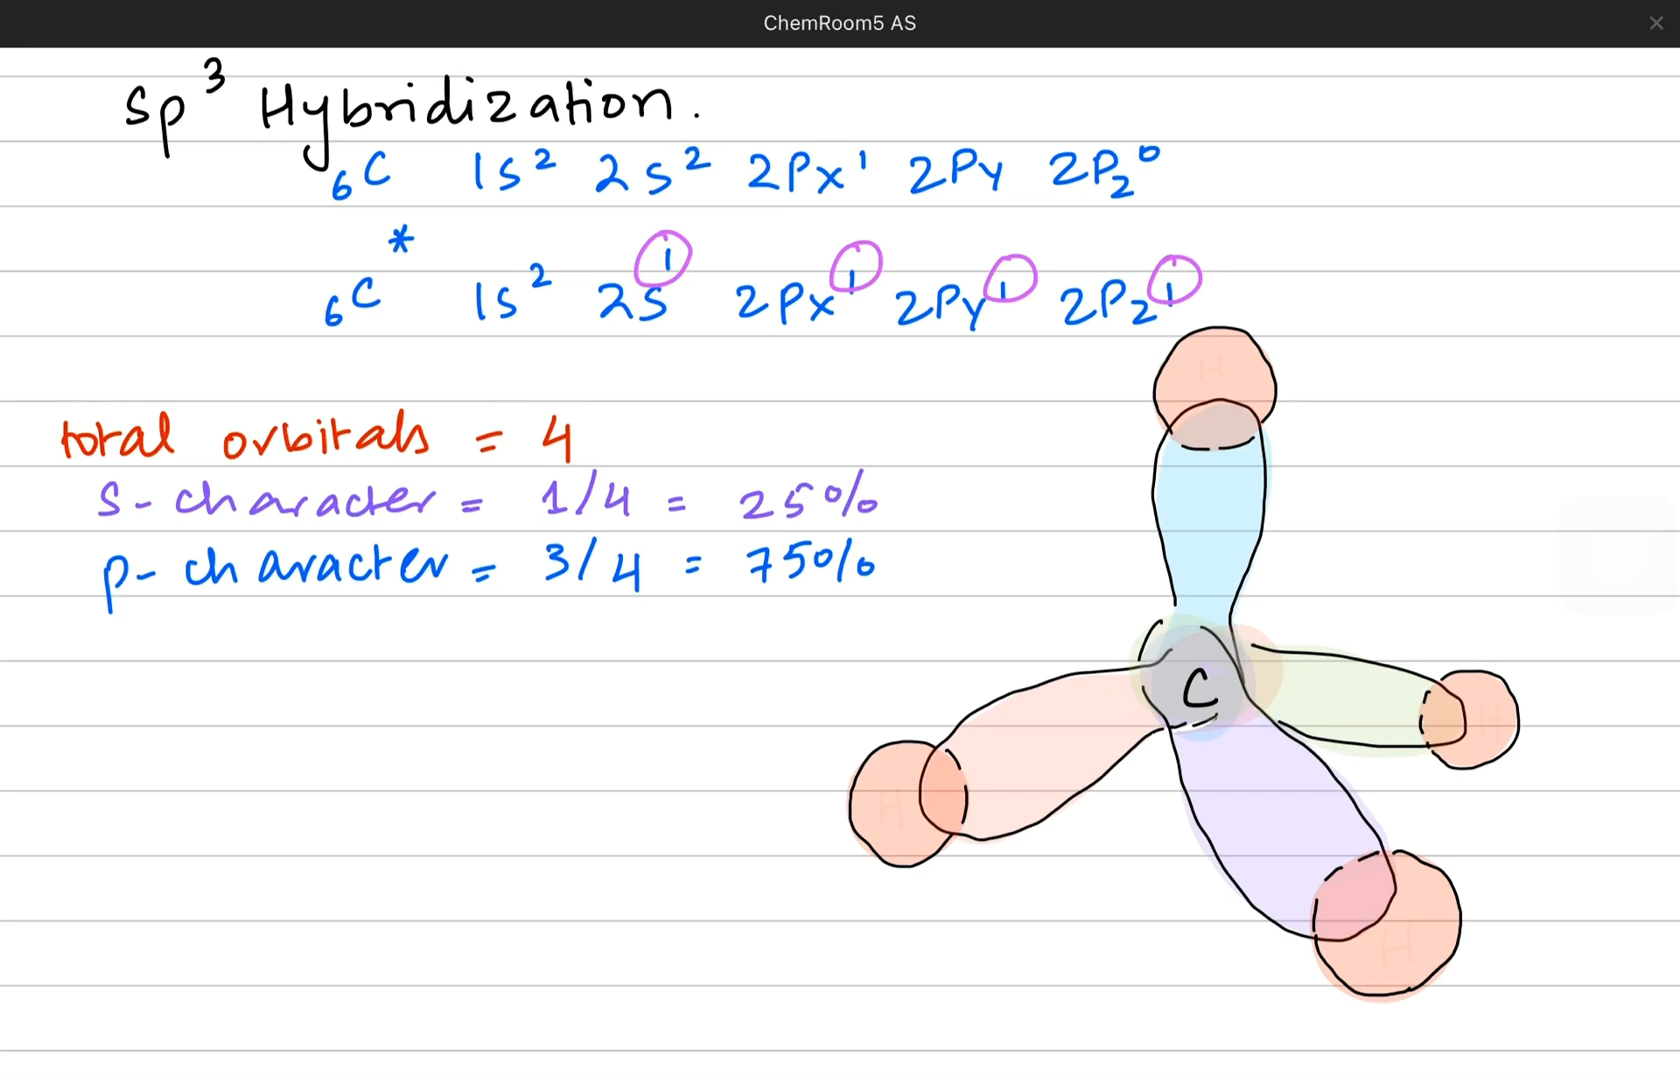 ChemRoom5 AS
Sp³ Hybridization.
₆C 1s² 2s² 2Px¹ 2Py 2Pz⁰
₆C* 1s² 2s¹ 2Px¹ 2Py¹ 2Pz¹
total orbitals = 4
S- character = 1/4 = 25%
p- character = 3/4 = 75%
H
C
H
H
H